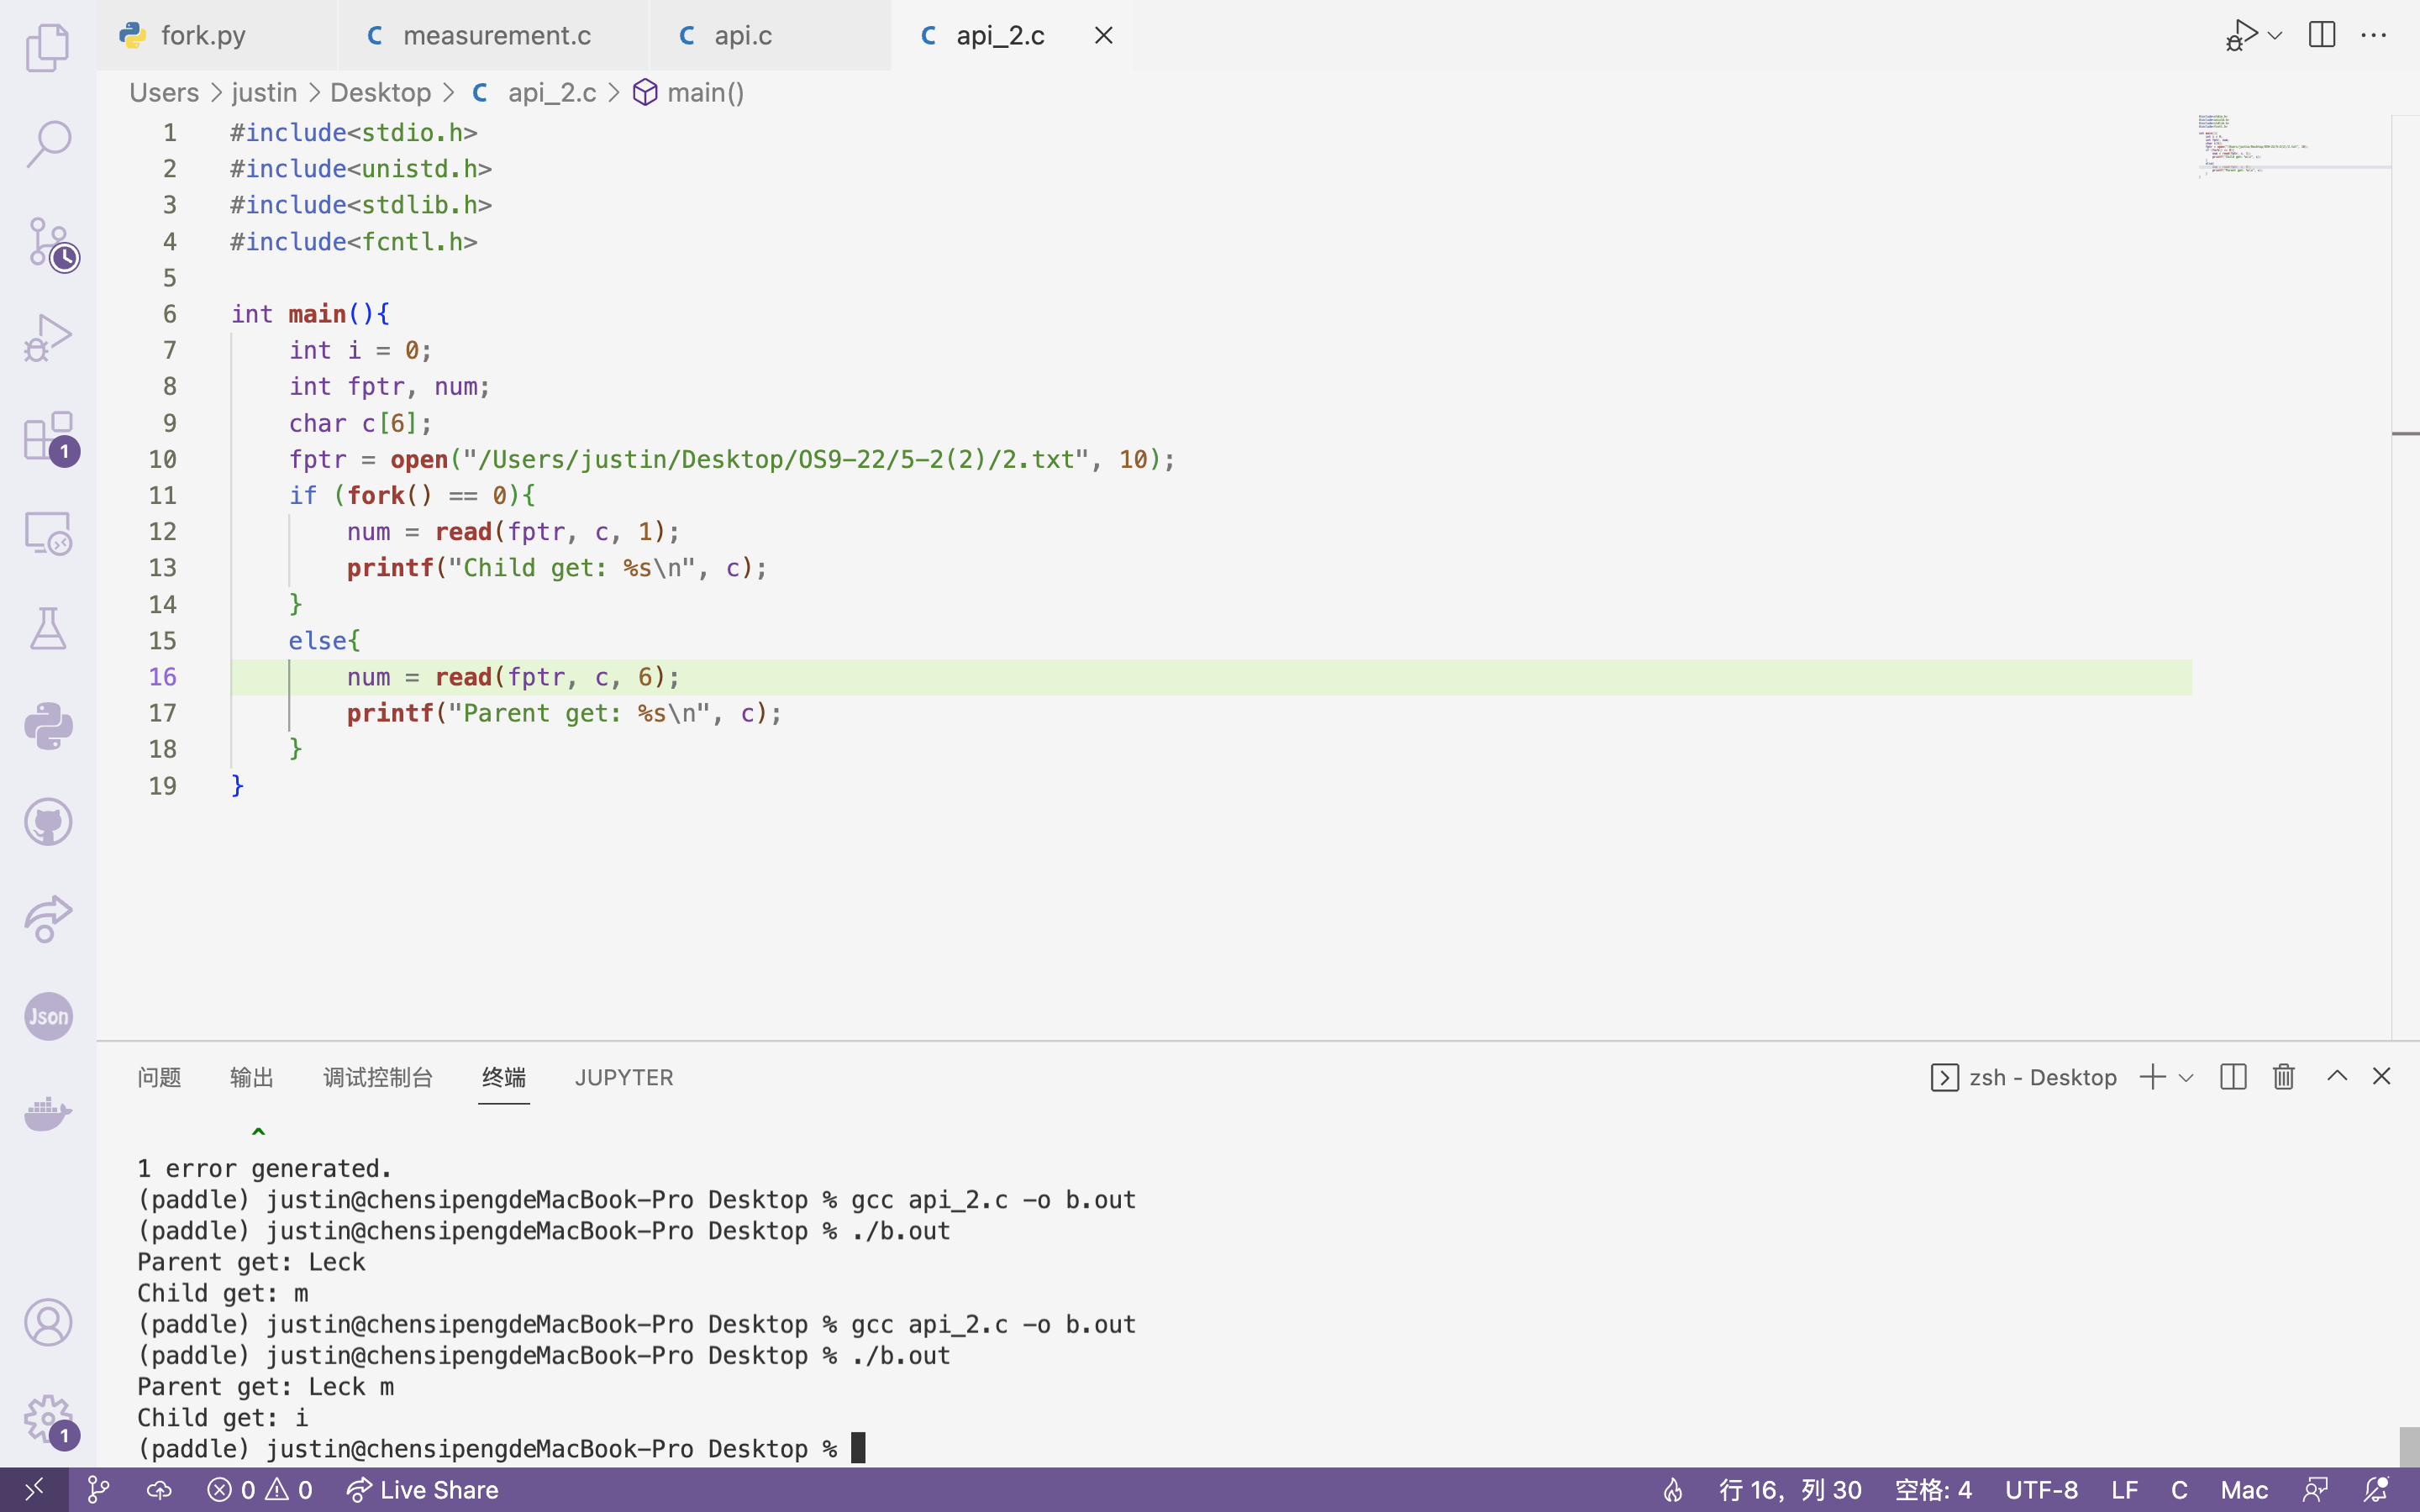 fork.py
C measurement.c
C api.c
C api_2.c
Users > justin > Desktop > C api_2.c > main()
1 #include<stdio.h>
2 #include<unistd.h>
3 #include<stdlib.h>
4 #include<fcntl.h>
5
6 int main(){
7     int i = 0;
8     int fptr, num;
9     char c[6];
10     fptr = open("/Users/justin/Desktop/OS9-22/5-2(2)/2.txt", 10);
11     if (fork() == 0){
12         num = read(fptr, c, 1);
13         printf("Child get: %s\n", c);
14     }
15     else{
16         num = read(fptr, c, 6);
17         printf("Parent get: %s\n", c);
18     }
19 }
1
Json
1
问题 输出 调试控制台 终端 JUPYTER
zsh - Desktop
^
1 error generated.
(paddle) justin@chensipengdeMacBook-Pro Desktop % gcc api_2.c -o b.out
(paddle) justin@chensipengdeMacBook-Pro Desktop % ./b.out
Parent get: Leck
Child get: m
(paddle) justin@chensipengdeMacBook-Pro Desktop % gcc api_2.c -o b.out
(paddle) justin@chensipengdeMacBook-Pro Desktop % ./b.out
Parent get: Leck m
Child get: i
(paddle) justin@chensipengdeMacBook-Pro Desktop %
0 0 Live Share
行 16，列 30 空格: 4 UTF-8 LF C Mac